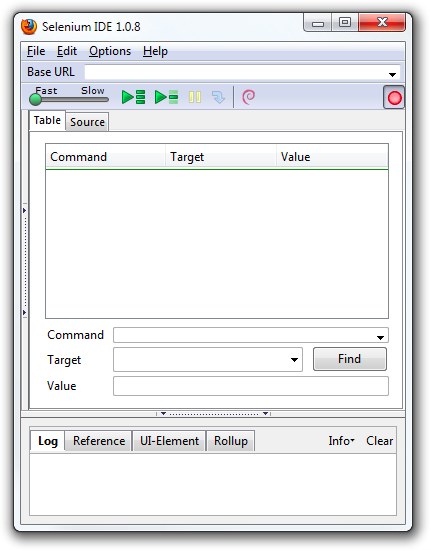 Selenium IDE 1.0.8
File Edit Options Help
Base URL
Fast Slow
Table Source
Command Target Value
Command
Target Find
Value
Log Reference UI-Element Rollup Info Clear